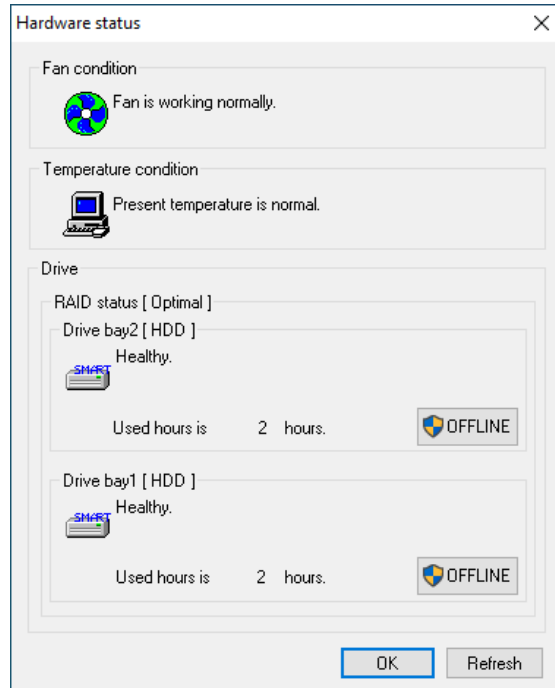 Hardware status
Fan condition
Fan is working normally.
Temperature condition
Present temperature is normal.
Drive
RAID status [ Optimal ]
Drive bay2 [ HDD ]
SMART
Healthy.
Used hours is 2 hours.
OFFLINE
Drive bay1 [ HDD ]
SMART
Healthy.
Used hours is 2 hours.
OFFLINE
OK Refresh